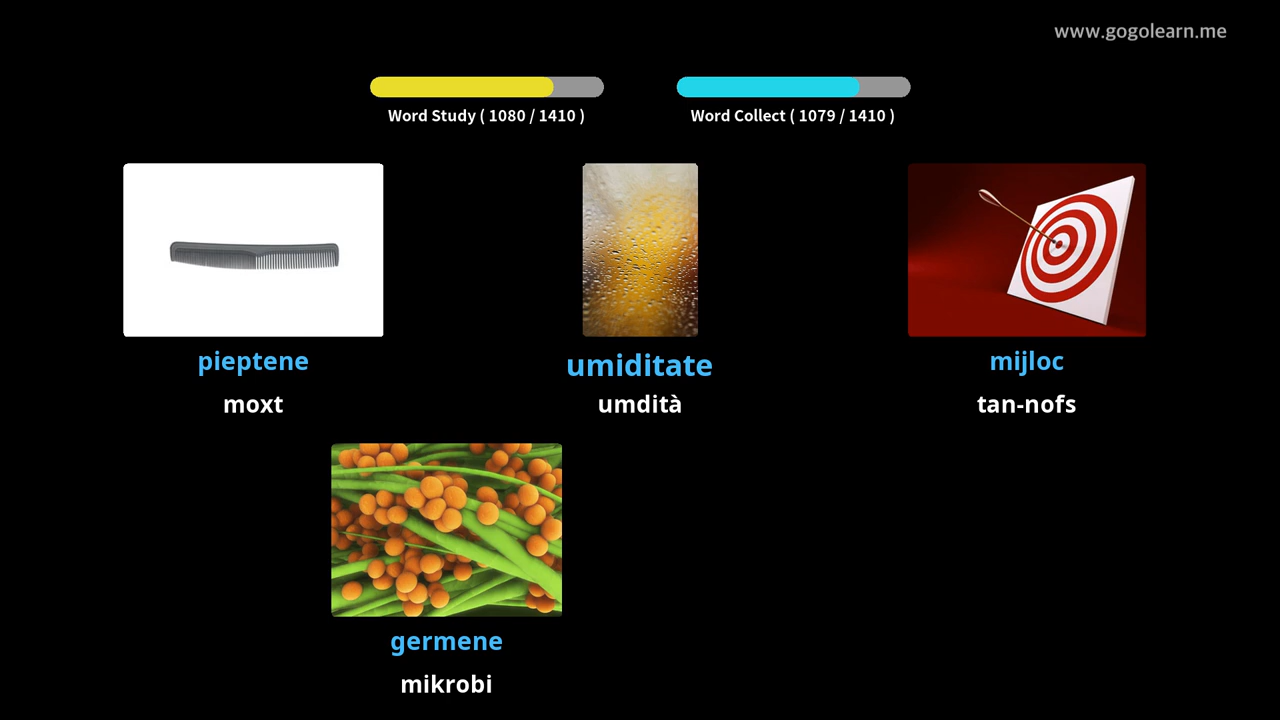 www.gogolearn.me
Word Study ( 1080 / 1410 )
Word Collect ( 1079 / 1410 )
pieptene
moxt
umiditate
umdità
mijloc
tan-nofs
germene
mikrobi